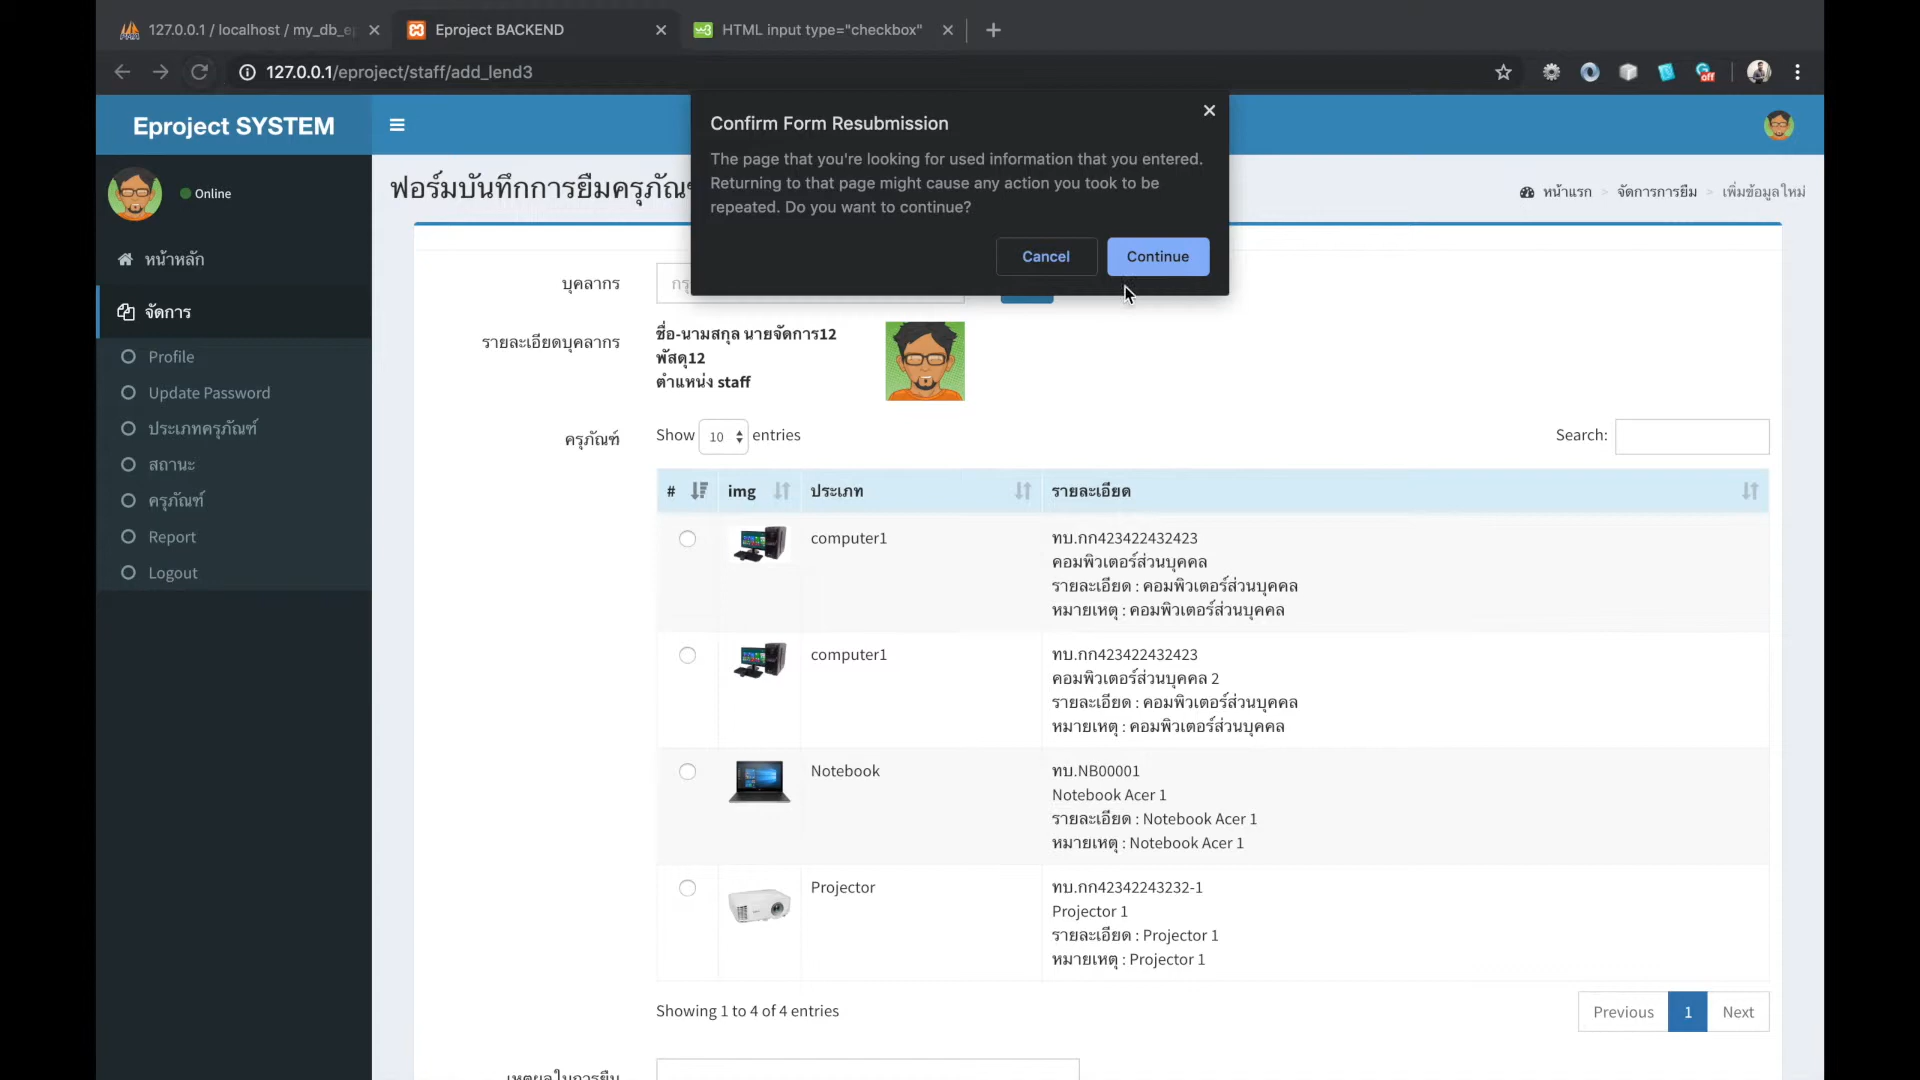 127.0.0.1 / localhost / my_db_e
Eproject BACKEND
HTML input type="checkbox"
127.0.0.1/eproject/staff/add_lend3
off
Confirm Form Resubmission
The page that you're looking for used information that you entered.
Returning to that page might cause any action you took to be
repeated. Do you want to continue?
Cancel
Continue
Eproject SYSTEM
Online
หน้าหลัก
จัดการ
Profile
Update Password
ประเภทครุภัณฑ์
สถานะ
ครุภัณฑ์
Report
Logout
ฟอร์มบันทึกการยืมครุภัณ
หน้าแรก > จัดการการยืม > เพิ่มข้อมูลใหม่
บุคลากร
รายละเอียดบุคลากร
ชื่อ-นามสกุล นายจัดการ12
พัสดุ12
ตำแหน่ง staff
ครุภัณฑ์
Show 10 entries
Search:
# img ประเภท รายละเอียด
computer1
ทบ.กก423422432423
คอมพิวเตอร์ส่วนบุคคล
รายละเอียด : คอมพิวเตอร์ส่วนบุคคล
หมายเหตุ : คอมพิวเตอร์ส่วนบุคคล
computer1
ทบ.กก423422432423
คอมพิวเตอร์ส่วนบุคคล 2
รายละเอียด : คอมพิวเตอร์ส่วนบุคคล
หมายเหตุ : คอมพิวเตอร์ส่วนบุคคล
Notebook
ทบ.NB00001
Notebook Acer 1
รายละเอียด : Notebook Acer 1
หมายเหตุ : Notebook Acer 1
Projector
ทบ.กก42342243232-1
Projector 1
รายละเอียด : Projector 1
หมายเหตุ : Projector 1
Showing 1 to 4 of 4 entries
Previous 1 Next
เหตุผลในการยืม